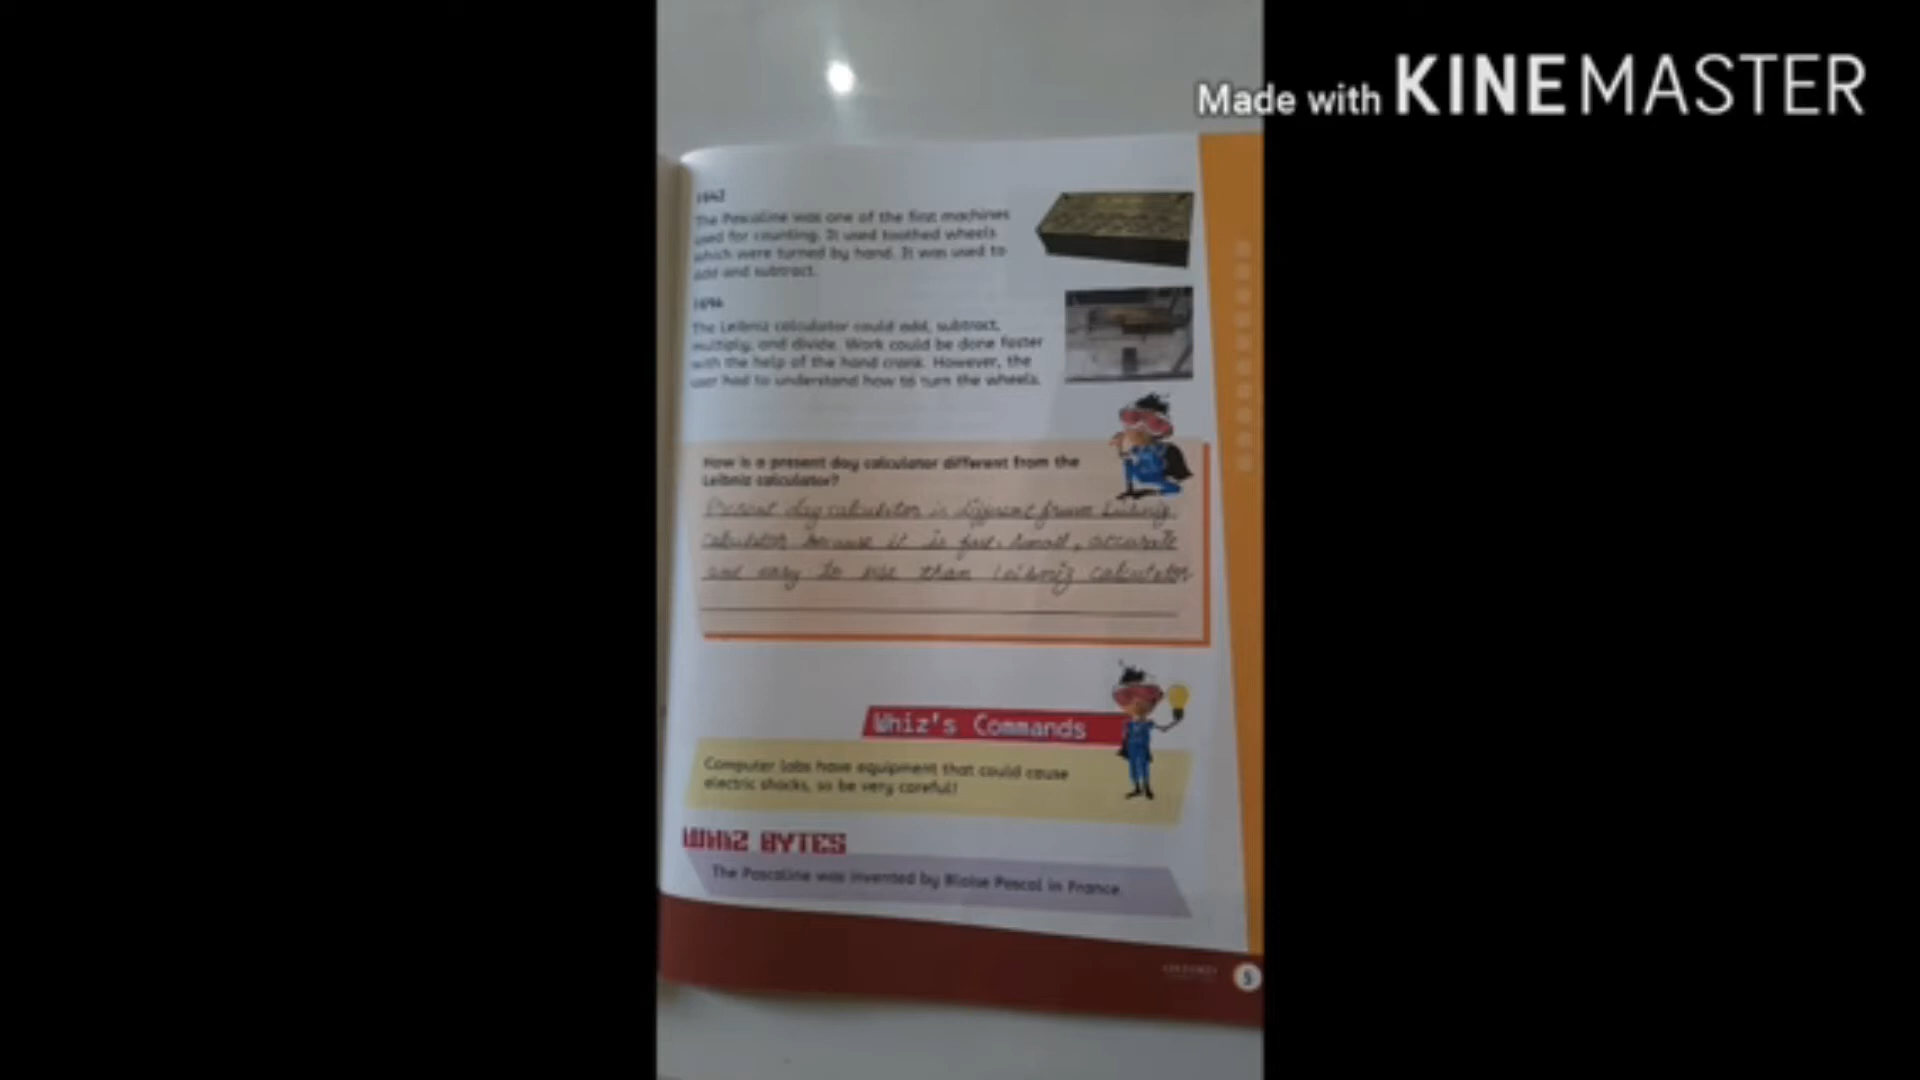 Made with KINEMASTER
1642
The Pascaline was one of the first machines
used for counting. It used toothed wheels
which were turned by hand. It was used to
add and subtract.
1694
The Leibniz calculator could add, subtract,
multiply, and divide. Work could be done faster
with the help of the hand crank. However, the
user had to understand how to turn the wheels.
How is a present day calculator different from the
Leibniz calculator?
Present day calculator is different from Leibniz
calculator because it is fast, small, accurate
and easy to use than Leibniz calculator
Whiz's Commands
Computer labs have equipment that could cause
electric shocks, so be very careful!
WHIZ BYTES
The Pascaline was invented by Blaise Pascal in France.
OXFORD
5